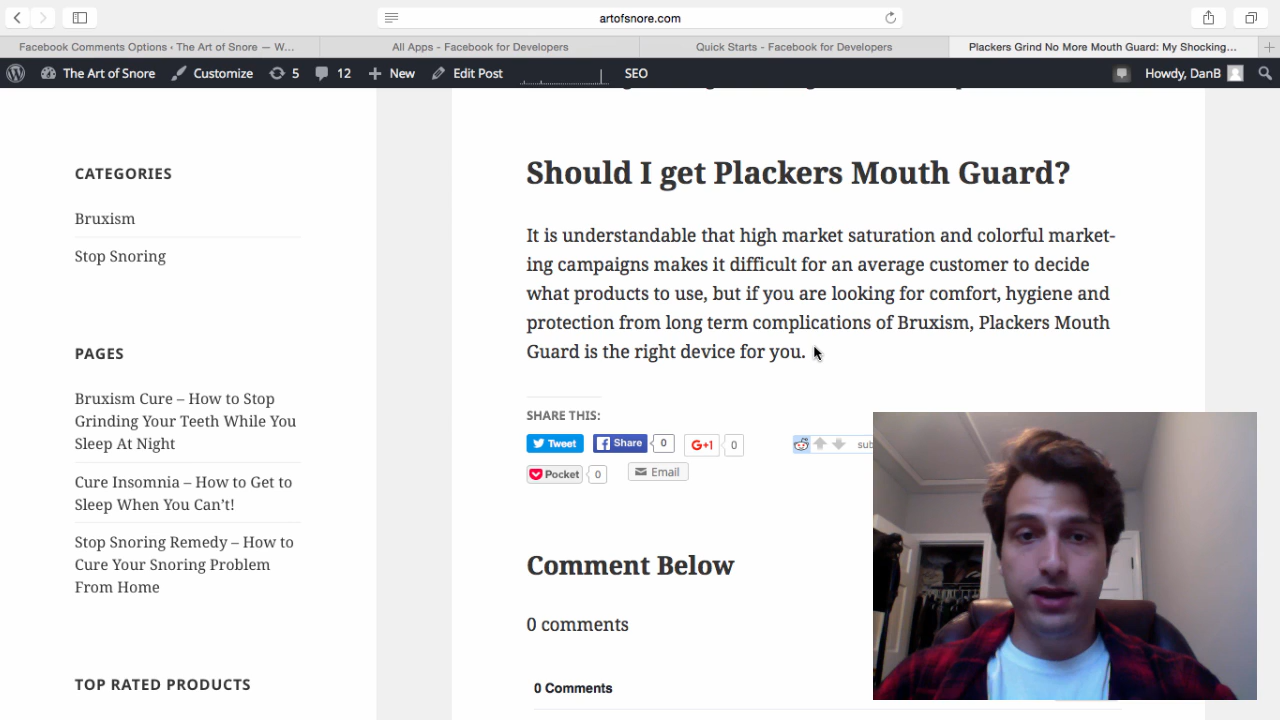 artofsnore.com
Facebook Comments Options ‹ The Art of Snore — W...
All Apps - Facebook for Developers
Quick Starts - Facebook for Developers
Plackers Grind No More Mouth Guard: My Shocking...
The Art of Snore
Customize
5
12
New
Edit Post
SEO
Howdy, DanB
CATEGORIES
Bruxism
Stop Snoring
PAGES
Bruxism Cure – How to Stop
Grinding Your Teeth While You
Sleep At Night
Cure Insomnia – How to Get to
Sleep When You Can’t!
Stop Snoring Remedy – How to
Cure Your Snoring Problem
From Home
TOP RATED PRODUCTS
Should I get Plackers Mouth Guard?
It is understandable that high market saturation and colorful market-
ing campaigns makes it difficult for an average customer to decide
what products to use, but if you are looking for comfort, hygiene and
protection from long term complications of Bruxism, Plackers Mouth
Guard is the right device for you.
SHARE THIS:
Tweet
Share
0
G+1
0
sub
Pocket
0
Email
Comment Below
0 comments
0 Comments